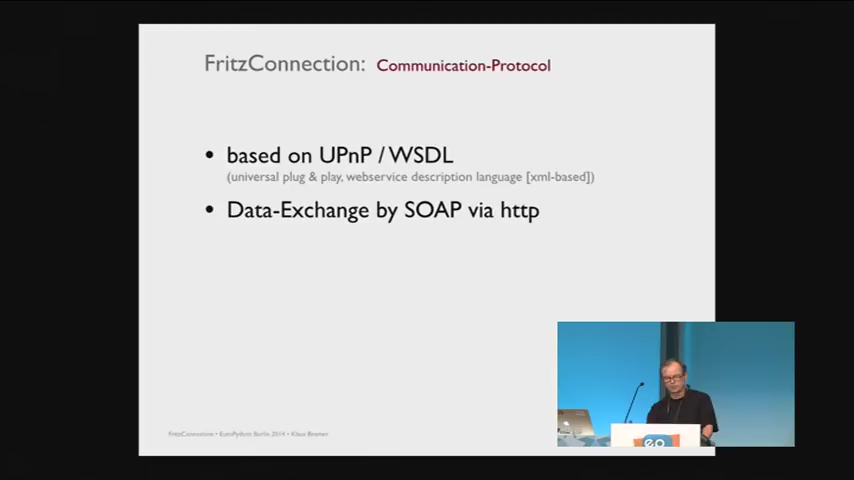 FritzConnection: Communication-Protocol
• based on UPnP / WSDL
(universal plug & play, webservice description language [xml-based])
• Data-Exchange by SOAP via http
FritzConnection • EuroPython Berlin 2014 • Klaus Bremer
ep